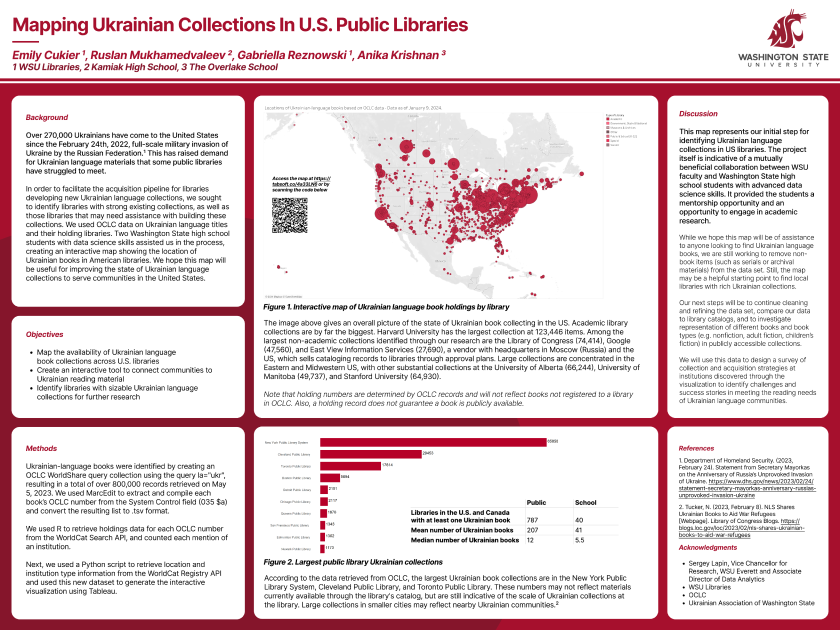 Mapping Ukrainian Collections In U.S. Public Libraries
Emily Cukier ¹, Ruslan Mukhamedvaleev ², Gabriella Reznowski ¹, Anika Krishnan ³
1 WSU Libraries, 2 Kamiak High School, 3 The Overlake School
WASHINGTON STATE
UNIVERSITY
Background
Over 270,000 Ukrainians have come to the United States
since the February 24th, 2022, full-scale military invasion of
Ukraine by the Russian Federation.¹ This has raised demand
for Ukrainian language materials that some public libraries
have struggled to meet.
In order to facilitate the acquisition pipeline for libraries
developing new Ukrainian language collections, we sought
to identify libraries with strong existing collections, as well as
those libraries that may need assistance with building these
collections. We used OCLC data on Ukrainian language titles
and their holding libraries. Two Washington State high school
students with data science skills assisted us in the process,
creating an interactive map showing the location of
Ukrainian books in American libraries. We hope this map will
be useful for improving the state of Ukrainian language
collections to serve communities in the United States.
Objectives
• Map the availability of Ukrainian language
book collections across U.S. libraries
• Create an interactive tool to connect communities to
Ukrainian reading material
• Identify libraries with sizable Ukrainian language
collections for further research
Methods
Ukrainian-language books were identified by creating an
OCLC WorldShare query collection using the query la="ukr",
resulting in a total of over 800,000 records retrieved on May
5, 2023. We used MarcEdit to extract and compile each
book's OCLC number from the System Control field (035 $a)
and convert the resulting list to .tsv format.
We used R to retrieve holdings data for each OCLC number
from the WorldCat Search API, and counted each mention of
an institution.
Next, we used a Python script to retrieve location and
institution type information from the WorldCat Registry API
and used this new dataset to generate the interactive
visualization using Tableau.
Locations of Ukrainian-language books based on OCLC data - Data as of January 9, 2024
Access the map at https://
by
scanning the code below
Figure 1. Interactive map of Ukrainian language book holdings by library
The image above gives an overall picture of the state of Ukrainian book collecting in the US. Academic library
collections are by far the biggest. Harvard University has the largest collection at 123,446 items. Among the
largest non-academic collections identified through our research are the Library of Congress (74,414), Google
(47,560), and East View Information Services (27,690), a vendor with headquarters in Moscow (Russia) and the
US, which sells cataloging records to libraries through approval plans. Large collections are concentrated in the
Eastern and Midwestern US, with other substantial collections at the University of Alberta (66,244), University of
Manitoba (49,737), and Stanford University (64,930).
Note that holding numbers are determined by OCLC records and will not reflect books not registered to a library
in OCLC. Also, a holding record does not guarantee a book is publicly available.
New York Public Library System
Cleveland Public Library
Toronto Public Library 17814
Queens Public Library
Chicago Public Library
San Francisco Public Library
Public School
Libraries in the U.S. and Canada
with at least one Ukrainian book 787 40
Mean number of Ukrainian books 207 41
Median number of Ukrainian books 12 5.5
Figure 2. Largest public library Ukrainian collections
According to the data retrieved from OCLC, the largest Ukrainian book collections are in the New York Public
Library System, Cleveland Public Library, and Toronto Public Library. These numbers may not reflect materials
currently available through the library's catalog, but are still indicative of the scale of Ukrainian collections at
the library. Large collections in smaller cities may reflect nearby Ukrainian communities.²
Discussion
This map represents our initial step for
identifying Ukrainian language
collections in US libraries. The project
itself is indicative of a mutually
beneficial collaboration between WSU
faculty and Washington State high
school students with advanced data
science skills. It provided the students a
mentorship opportunity and an
opportunity to engage in academic
research.
While we hope this map will be of assistance
to anyone looking to find Ukrainian language
books, we are still working to remove non-
book items (such as serials or archival
materials) from the data set. Still, the map
may be a helpful starting point to find local
libraries with rich Ukrainian collections.
Our next steps will be to continue cleaning
and refining the data set, compare our data
to library catalogs, and to investigate
representation of different books and book
types (e.g. nonfiction, adult fiction, children's
fiction) in publicly accessible collections.
We will use this data to design a survey of
collection and acquisition strategies at
institutions discovered through the
visualization to identify challenges and
success stories in meeting the reading needs
of Ukrainian language communities.
References
1. Department of Homeland Security. (2023,
February 24). Statement from Secretary Mayorkas
on the Anniversary of Russia's Unprovoked Invasion
of Ukraine. https://www.dhs.gov/news/2023/02/24/
statement-secretary-mayorkas-anniversary-russias-
unprovoked-invasion-ukraine
2. Tucker, N. (2023, February 8). NLS Shares
Ukrainian Books to Aid War Refugees
[Webpage]. Library of Congress Blogs. https://
blogs.loc.gov/loc/2023/02/nls-shares-ukrainian-
books-to-aid-war-refugees
Acknowledgments
• Sergey Lapin, Vice Chancellor for
Research, WSU Everett and Associate
Director of Data Analytics
• WSU Libraries
• OCLC
• Ukrainian Association of Washington State